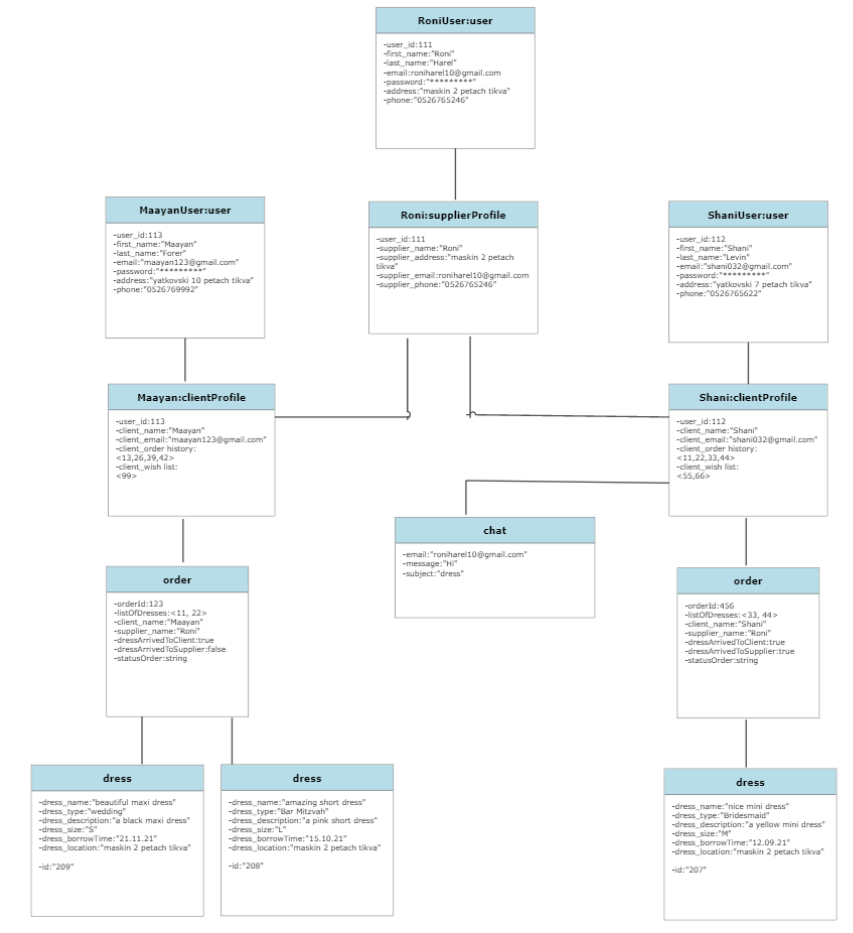 RoniUser:user
-user_id:111
-first_name:"Roni"
-last_name:"Harel"
-email:roniharel10@gmail.com
-password:"*********"
-address:"maskin 2 petach tikva"
-phone:"0526765246"
MaayanUser:user
-user_id:113
-first_name:"Maayan"
-last_name:"Forer"
-email:"maayan123@gmail.com"
-password:"*********"
-address:"yatkovski 10 petach tikva"
-phone:"0526769992"
Roni:supplierProfile
-user_id:111
-supplier_name:"Roni"
-supplier_address:"maskin 2 petach
tikva"
-supplier_email:roniharel10@gmail.com
-supplier_phone:"0526765246"
ShaniUser:user
-user_id:112
-first_name:"Shani"
-last_name:"Levin"
-email:"shani032@gmail.com"
-password:"*********"
-address:"yatkovski 7 petach tikva"
-phone:"0526765622"
Maayan:clientProfile
-user_id:113
-client_name:"Maayan"
-client_email:"maayan123@gmail.com"
-client_order history:
<13,26,39,42>
-client_wish list:
<99>
Shani:clientProfile
-user_id:112
-client_name:"Shani"
-client_email:"shani032@gmail.com"
-client_order history:
<11,22,33,44>
-client_wish list:
<55,66>
chat
-email:"roniharel10@gmail.com"
-message:"Hi"
-subject:"dress"
order
-orderId:123
-listOfDresses:<11, 22>
-client_name:"Maayan"
-supplier_name:"Roni"
-dressArrivedToClient:true
-dressArrivedToSupplier:false
-statusOrder:string
order
-orderId:456
-listOfDresses:<33, 44>
-client_name:"Shani"
-supplier_name:"Roni"
-dressArrivedToClient:true
-dressArrivedToSupplier:true
-statusOrder:string
dress
-dress_name:"beautiful maxi dress"
-dress_type:"wedding"
-dress_description:"a black maxi dress"
-dress_size:"S"
-dress_borrowTime:"21.11.21"
-dress_location:"maskin 2 petach tikva"
-id:"209"
dress
-dress_name:"amazing short dress"
-dress_type:"Bar Mitzvah"
-dress_description:"a pink short dress"
-dress_size:"L"
-dress_borrowTime:"15.10.21"
-dress_location:"maskin 2 petach tikva"
-id:"208"
dress
-dress_name:"nice mini dress"
-dress_type:"Bridesmaid"
-dress_description:"a yellow mini dress"
-dress_size:"M"
-dress_borrowTime:"12.09.21"
-dress_location:"maskin 2 petach tikva"
-id:"207"